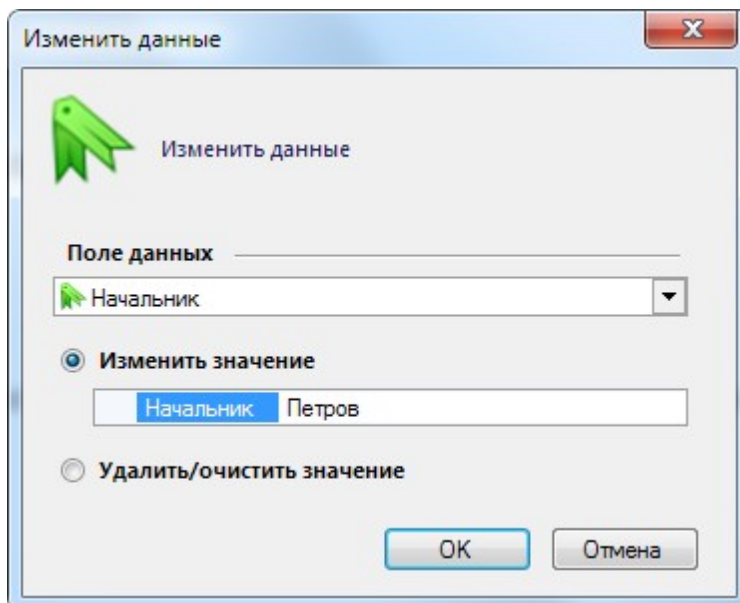 Изменить данные
Изменить данные
Поле данных
Начальник
Изменить значение
Начальник Петров
Удалить/очистить значение
OK Отмена